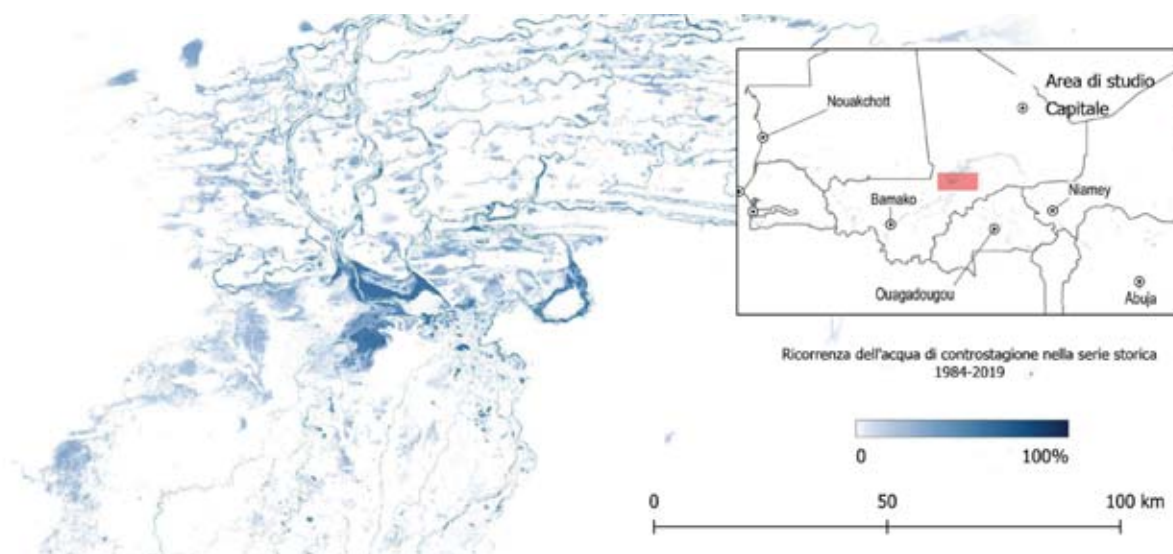 Area di studio
Nouakchott
Capitale
Bamako
Niamey
Ouagadougou
Abuja
Ricorrenza dell'acqua di controstagione nella serie storica
1984-2019
0
100%
0
50
100 km